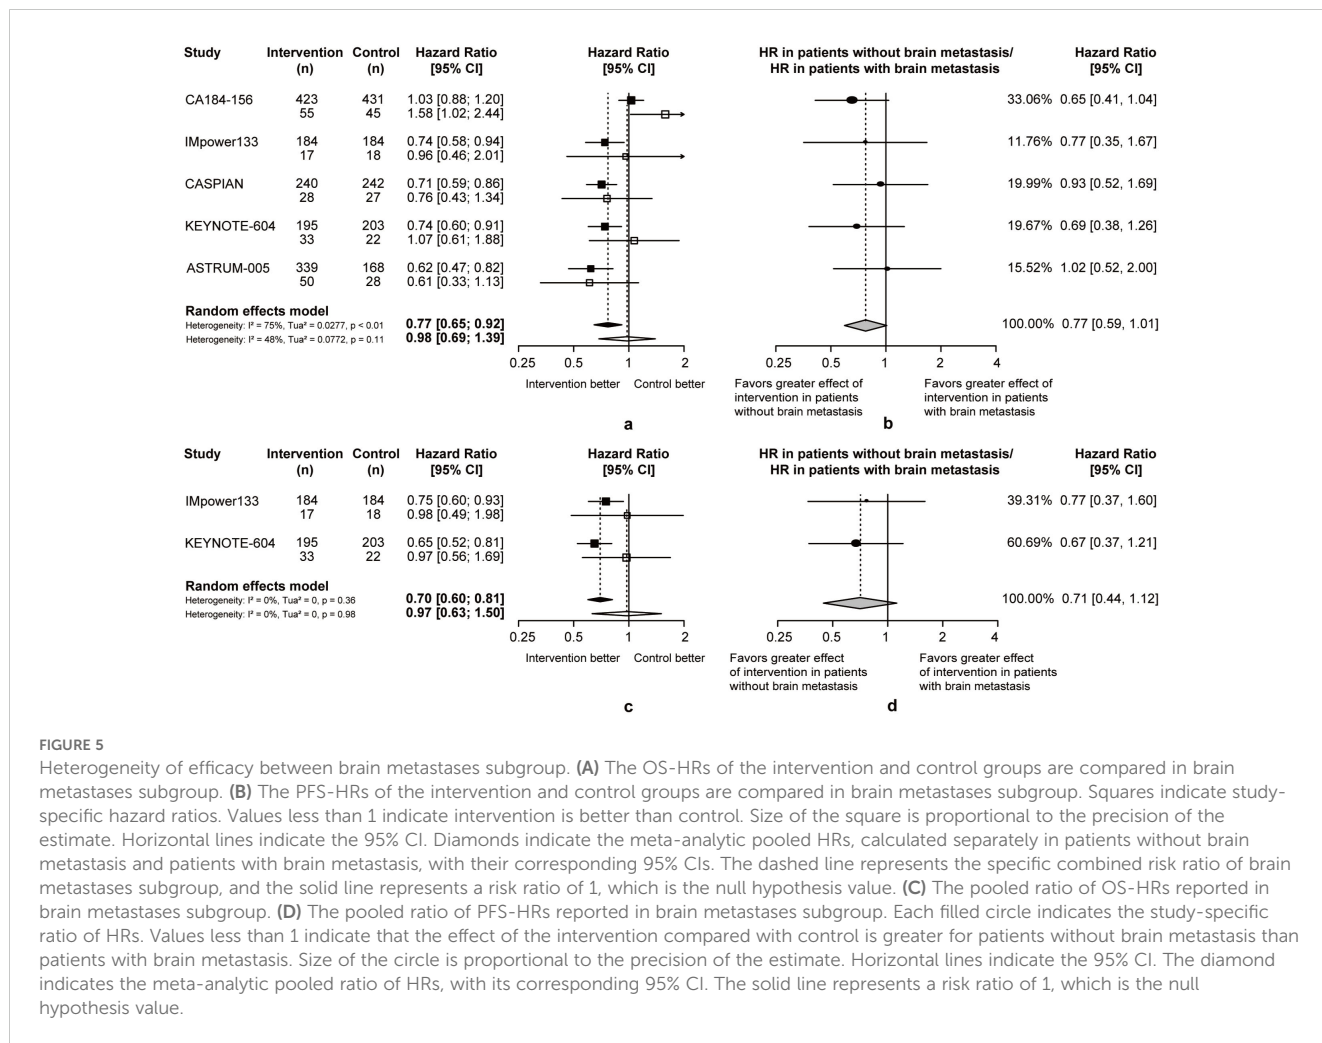 Study Intervention Control Hazard Ratio Hazard Ratio HR in patients without brain metastasis/ Hazard Ratio
(n) (n) [95% CI] [95% CI] HR in patients with brain metastasis [95% CI]
CA184-156 423 431 1.03 [0.88; 1.20] 33.06% 0.65 [0.41, 1.04]
55 45 1.58 [1.02; 2.44]
IMpower133 184 184 0.74 [0.58; 0.94] 11.76% 0.77 [0.35, 1.67]
17 18 0.96 [0.46; 2.01]
CASPIAN 240 242 0.71 [0.59; 0.86] 19.99% 0.93 [0.52, 1.69]
28 27 0.76 [0.43; 1.34]
KEYNOTE-604 195 203 0.74 [0.60; 0.91] 19.67% 0.69 [0.38, 1.26]
33 22 1.07 [0.61; 1.88]
ASTRUM-005 339 168 0.62 [0.47; 0.82] 15.52% 1.02 [0.52, 2.00]
50 28 0.61 [0.33; 1.13]
Random effects model
Heterogeneity: I² = 75%, Tua² = 0.0277, p < 0.01 0.77 [0.65; 0.92] 100.00% 0.77 [0.59, 1.01]
Heterogeneity: I² = 48%, Tua² = 0.0772, p = 0.11 0.98 [0.69; 1.39]
0.25 0.5 1 2 0.25 0.5 1 2 4
Intervention better Control better Favors greater effect of Favors greater effect of
intervention in patients intervention in patients
without brain metastasis with brain metastasis
a b
Study Intervention Control Hazard Ratio Hazard Ratio HR in patients without brain metastasis/ Hazard Ratio
(n) (n) [95% CI] [95% CI] HR in patients with brain metastasis [95% CI]
IMpower133 184 184 0.75 [0.60; 0.93] 39.31% 0.77 [0.37, 1.60]
17 18 0.98 [0.49; 1.98]
KEYNOTE-604 195 203 0.65 [0.52; 0.81] 60.69% 0.67 [0.37, 1.21]
33 22 0.97 [0.56; 1.69]
Random effects model
Heterogeneity: I² = 0%, Tua² = 0, p = 0.36 0.70 [0.60; 0.81] 100.00% 0.71 [0.44, 1.12]
Heterogeneity: I² = 0%, Tua² = 0, p = 0.98 0.97 [0.63; 1.50]
0.25 0.5 1 2 0.25 0.5 1 2 4
Intervention better Control better Favors greater effect Favors greater effect
of intervention in patients of intervention in patients
without brain metastasis with brain metastasis
c d
FIGURE 5
Heterogeneity of efficacy between brain metastases subgroup. (A) The OS-HRs of the intervention and control groups are compared in brain
metastases subgroup. (B) The PFS-HRs of the intervention and control groups are compared in brain metastases subgroup. Squares indicate study-
specific hazard ratios. Values less than 1 indicate intervention is better than control. Size of the square is proportional to the precision of the
estimate. Horizontal lines indicate the 95% CI. Diamonds indicate the meta-analytic pooled HRs, calculated separately in patients without brain
metastasis and patients with brain metastasis, with their corresponding 95% CIs. The dashed line represents the specific combined risk ratio of brain
metastases subgroup, and the solid line represents a risk ratio of 1, which is the null hypothesis value. (C) The pooled ratio of OS-HRs reported in
brain metastases subgroup. (D) The pooled ratio of PFS-HRs reported in brain metastases subgroup. Each filled circle indicates the study-specific
ratio of HRs. Values less than 1 indicate that the effect of the intervention compared with control is greater for patients without brain metastasis than
patients with brain metastasis. Size of the circle is proportional to the precision of the estimate. Horizontal lines indicate the 95% CI. The diamond
indicates the meta-analytic pooled ratio of HRs, with its corresponding 95% CI. The solid line represents a risk ratio of 1, which is the null
hypothesis value.